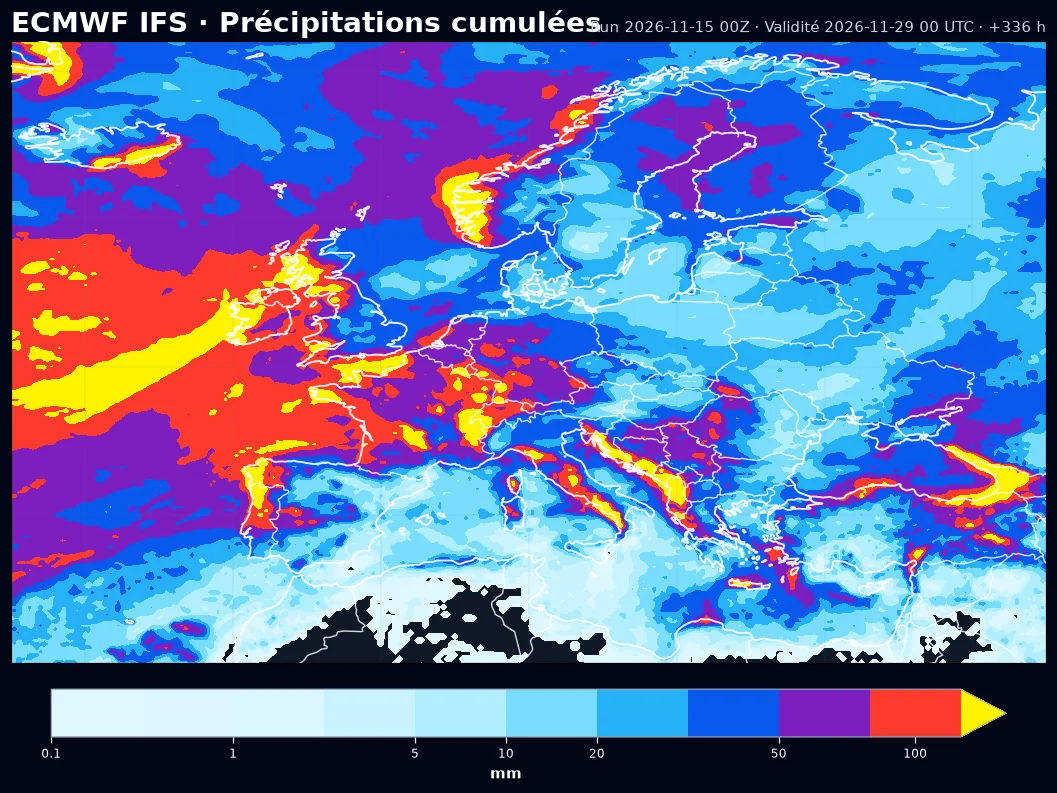 ECMWF IFS · Précipitations cumulées
Run 2026-11-15 00Z · Validité 2026-11-29 00 UTC · +336 h
0.1 1 5 10 20 50 100
mm